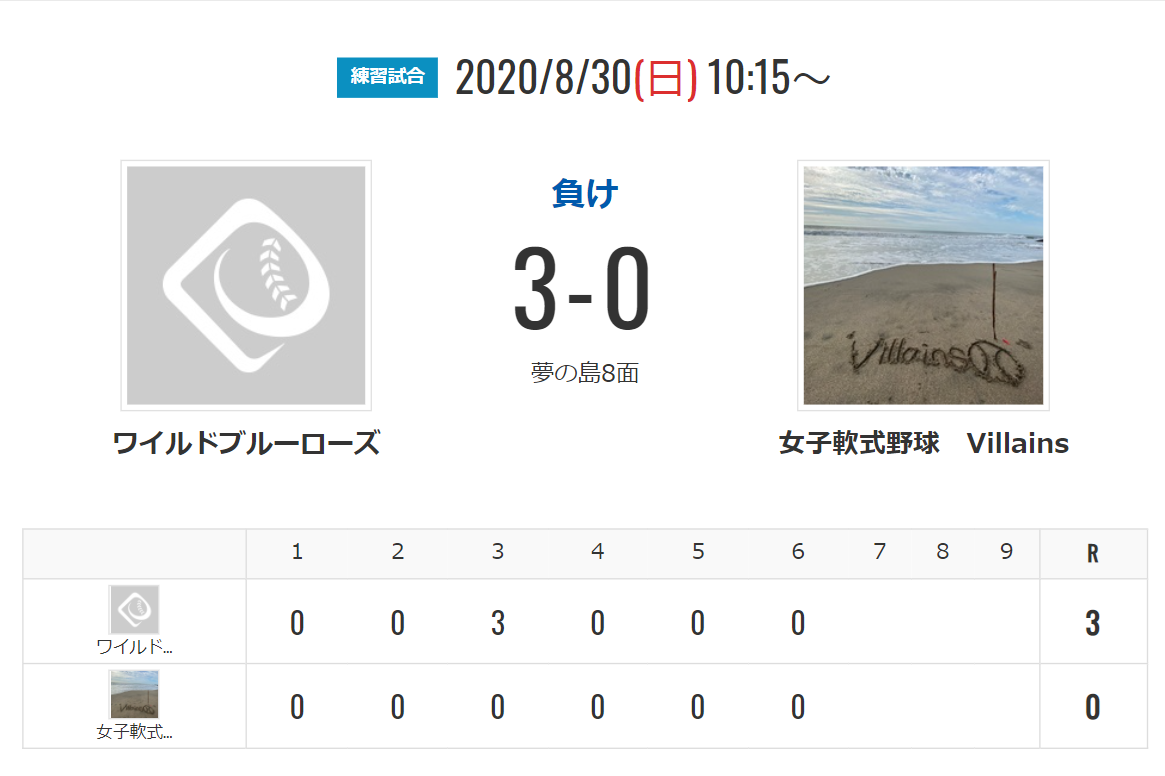 練習試合 2020/8/30(日) 10:15～
負け
3-0
夢の島8面
Villains
ワイルドブルーローズ 女子軟式野球　Villains
1 2 3 4 5 6 7 8 9 R
ワイルド... 0 0 3 0 0 0 3
女子軟式... 0 0 0 0 0 0 0